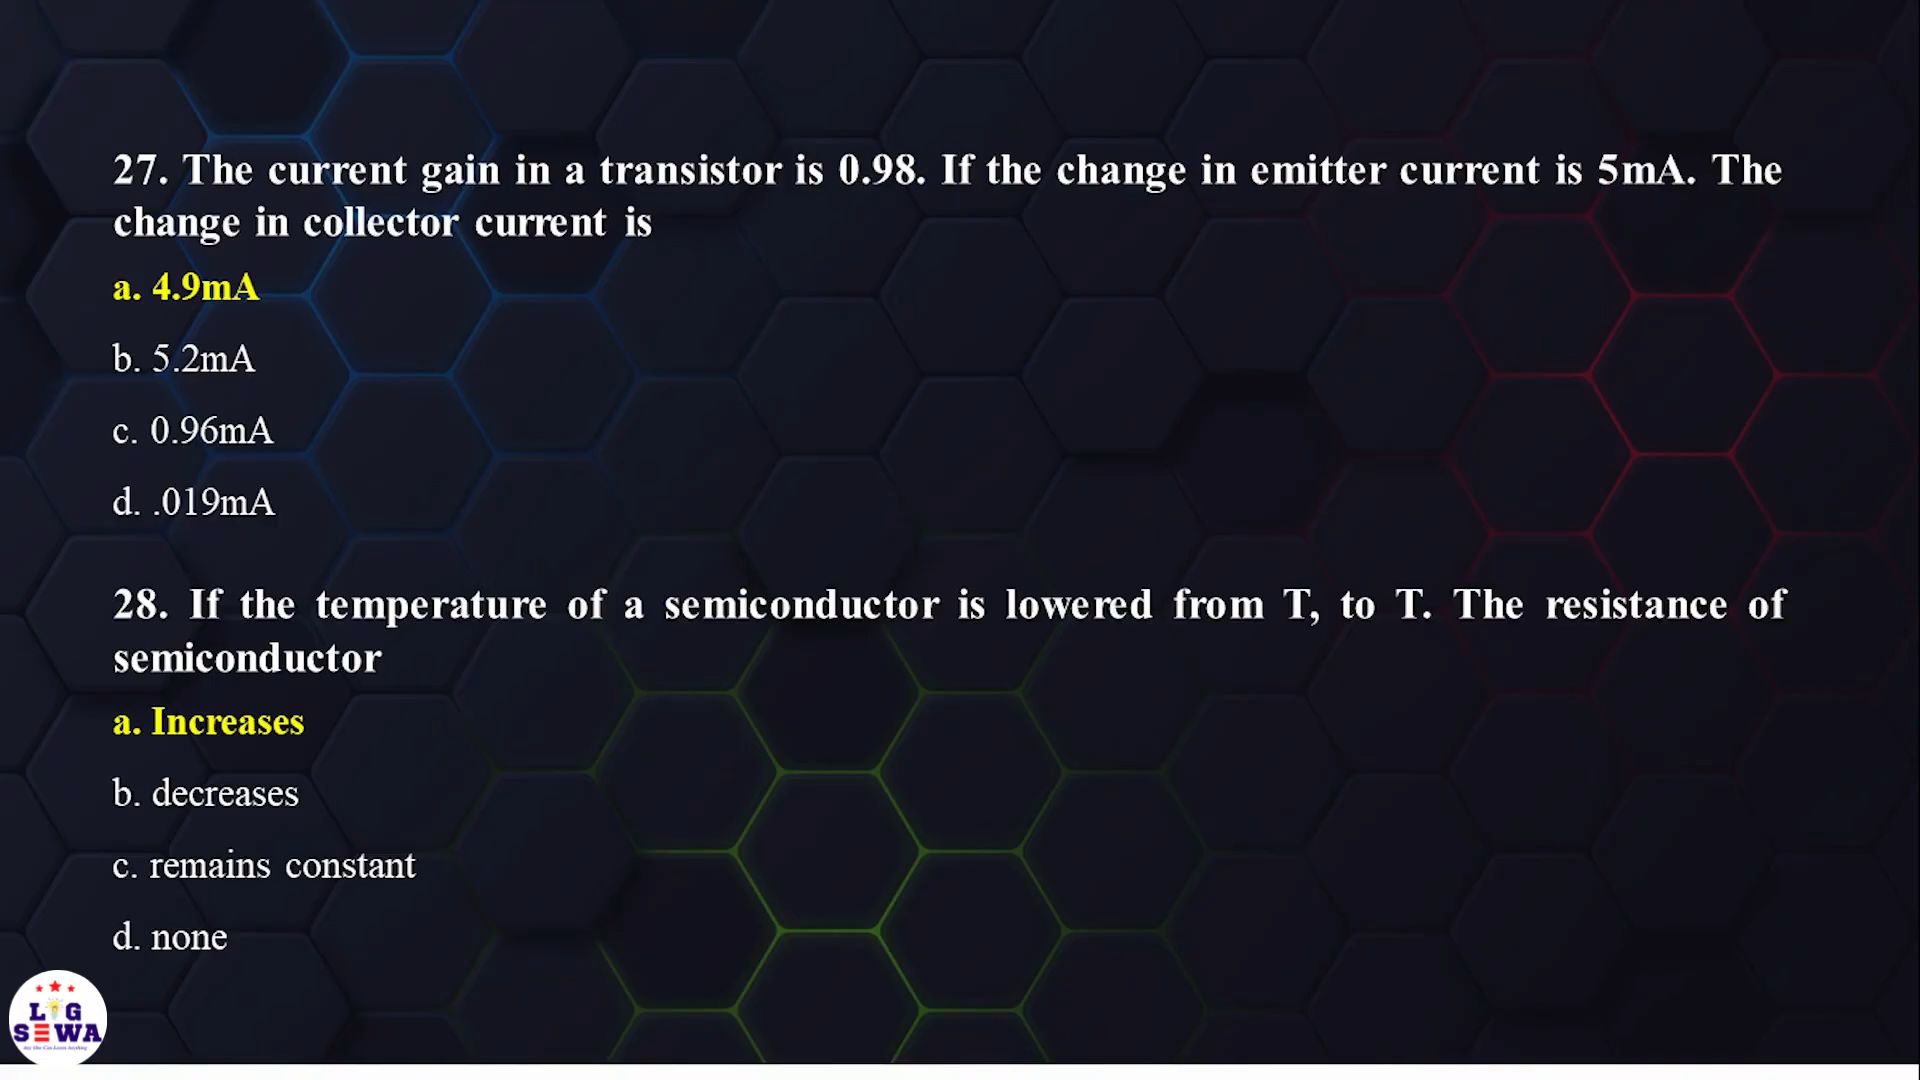 27. The current gain in a transistor is 0.98. If the change in emitter current is 5mA. The
change in collector current is
a. 4.9mA
b. 5.2mA
c. 0.96mA
d. .019mA
28. If the temperature of a semiconductor is lowered from T, to T. The resistance of
semiconductor
a. Increases
b. decreases
c. remains constant
d. none
L G
SEWA